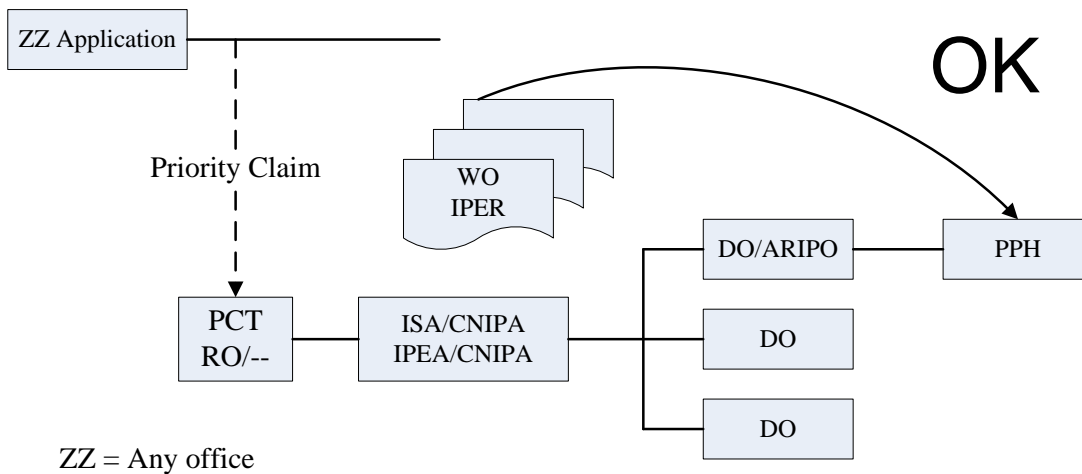 ZZ Application
OK
Priority Claim
WO
IPER
DO/ARIPO
PPH
PCT
RO/--
ISA/CNIPA
IPEA/CNIPA
DO
DO
ZZ = Any office